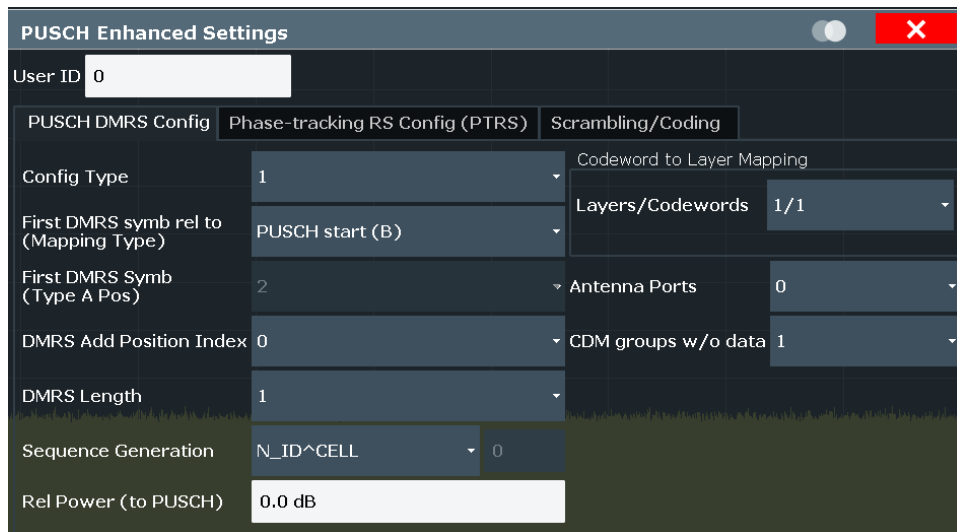 PUSCH Enhanced Settings
User ID 0
PUSCH DMRS Config Phase-tracking RS Config (PTRS) Scrambling/Coding
Codeword to Layer Mapping
Config Type 1
Layers/Codewords 1/1
First DMRS symb rel to
(Mapping Type)
PUSCH start (B)
First DMRS Symb
(Type A Pos)
2
Antenna Ports 0
DMRS Add Position Index 0
CDM groups w/o data 1
DMRS Length 1
Sequence Generation N_ID^CELL 0
Rel Power (to PUSCH) 0.0 dB